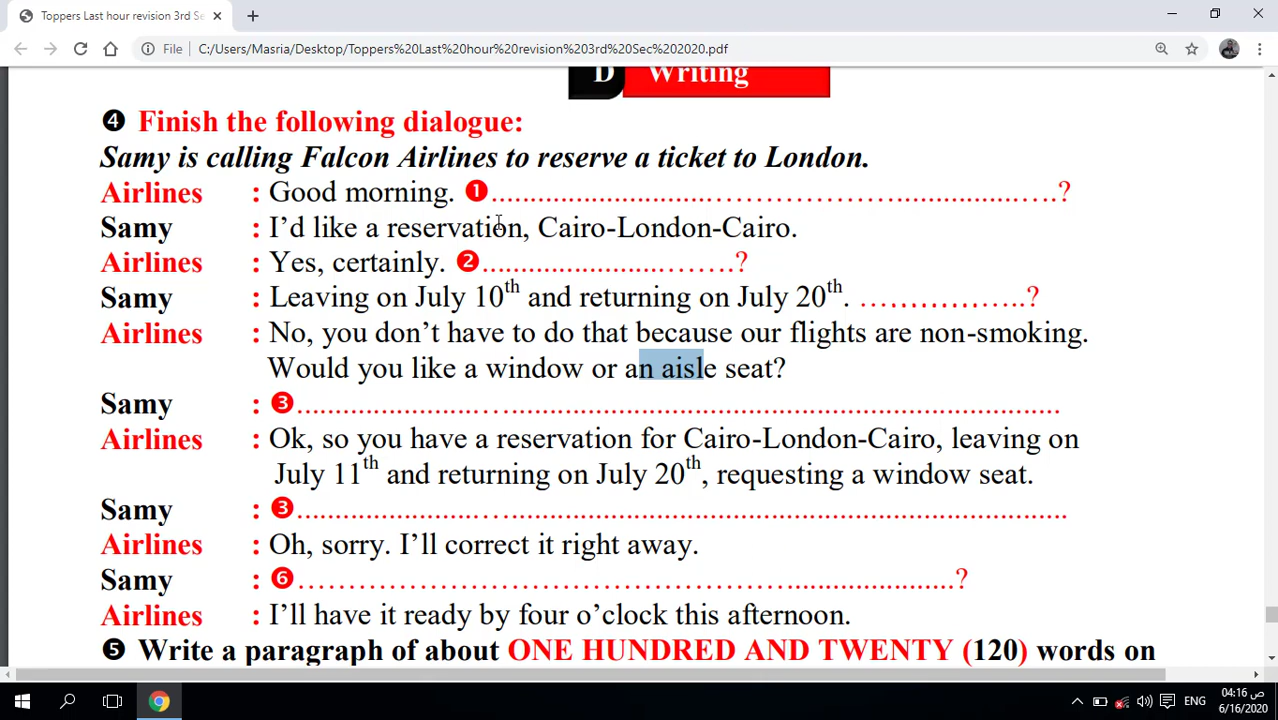 Toppers Last hour revision 3rd Se
File C:/Users/Masria/Desktop/Toppers%20Last%20hour%20revision%203rd%20Sec%202020.pdf
D Writing
❹ Finish the following dialogue:
Samy is calling Falcon Airlines to reserve a ticket to London.
Airlines : Good morning. ❶..........................................................................?
Samy : I'd like a reservation, Cairo-London-Cairo.
Airlines : Yes, certainly. ❷..............................?
Samy : Leaving on July 10th and returning on July 20th. ....................?
Airlines : No, you don't have to do that because our flights are non-smoking.
Would you like a window or an aisle seat?
Samy : ❸..........................................................................................
Airlines : Ok, so you have a reservation for Cairo-London-Cairo, leaving on
July 11th and returning on July 20th, requesting a window seat.
Samy : ❸..........................................................................................
Airlines : Oh, sorry. I'll correct it right away.
Samy : ❻................................................................................?
Airlines : I'll have it ready by four o'clock this afternoon.
❺ Write a paragraph of about ONE HUNDRED AND TWENTY (120) words on
ENG
04:16 ص
6/16/2020